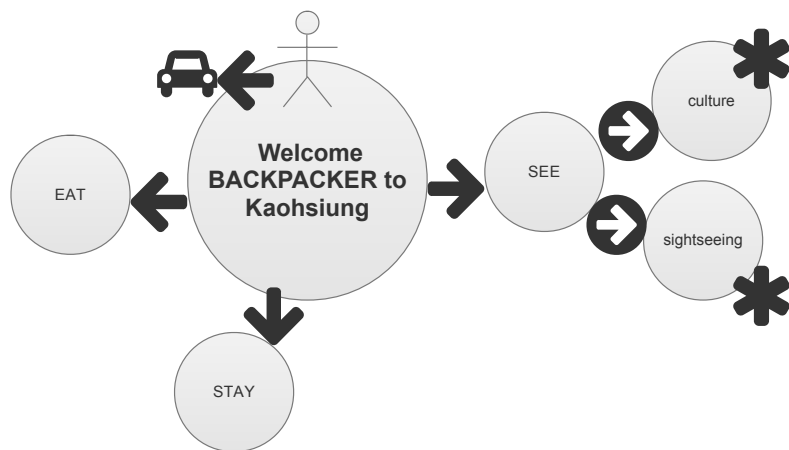 Welcome
BACKPACKER to
Kaohsiung
EAT
SEE
culture
sightseeing
STAY